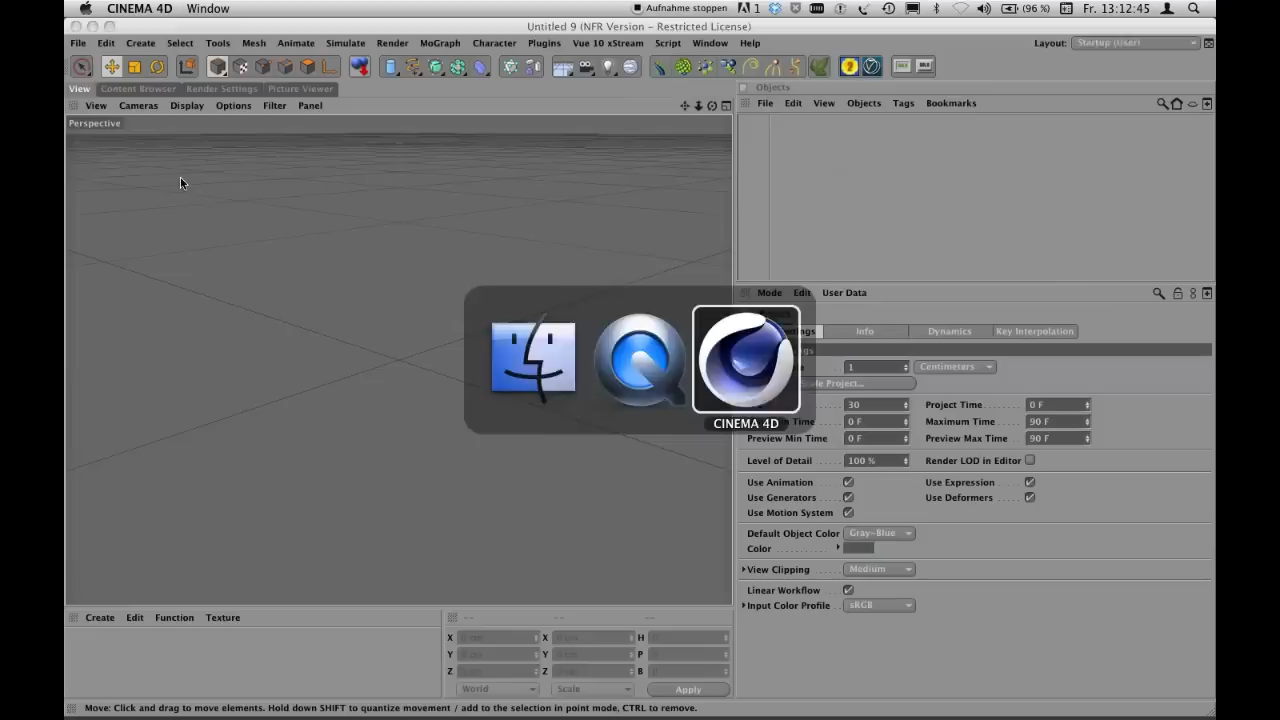 CINEMA 4D Window Aufnahme stoppen 1 (96 %) Fr. 13:12:45
Untitled 9 (NFR Version - Restricted License)
File Edit Create Select Tools Mesh Animate Simulate Render MoGraph Character Plugins Vue 10 xStream Script Window Help Layout: Startup (User)
View Content Browser Render Settings Picture Viewer Objects
View Cameras Display Options Filter Panel File Edit View Objects Tags Bookmarks
Perspective
Mode Edit User Data
Info Dynamics Key Interpolation
1 Centimeters
Scale Project...
30 Project Time 0 F
0 F Maximum Time 90 F
CINEMA 4D
Preview Min Time 0 F Preview Max Time 90 F
Level of Detail 100 % Render LOD in Editor
Use Animation Use Expression
Use Generators Use Deformers
Use Motion System
Default Object Color Gray-Blue
Color
View Clipping Medium
Linear Workflow
Input Color Profile sRGB
Create Edit Function Texture
X X H
Y Y P
Z Z B
World Scale Apply
Move: Click and drag to move elements. Hold down SHIFT to quantize movement / add to the selection in point mode, CTRL to remove.